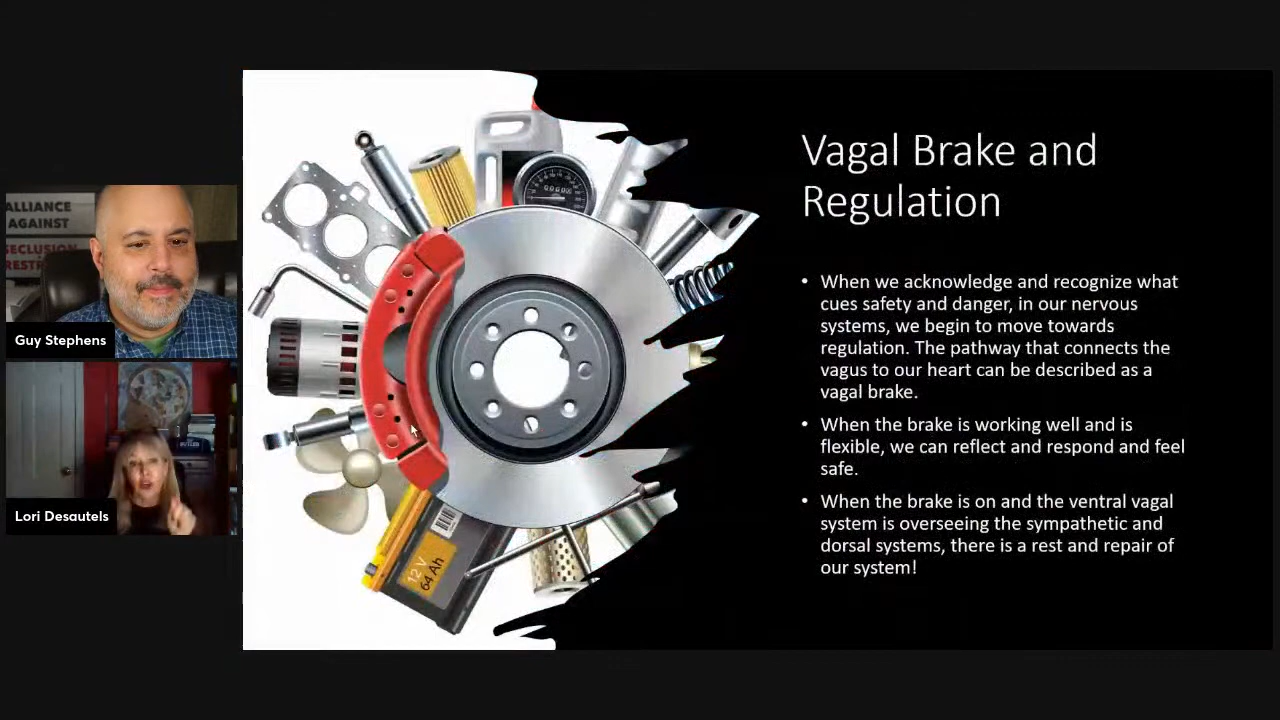 ALLIANCE
AGAINST
SECLUSION
Guy Stephens
Lori Desautels
12 V
64 Ah
Vagal Brake and
Regulation
• When we acknowledge and recognize what
cues safety and danger, in our nervous
systems, we begin to move towards
regulation. The pathway that connects the
vagus to our heart can be described as a
vagal brake.
• When the brake is working well and is
flexible, we can reflect and respond and feel
safe.
• When the brake is on and the ventral vagal
system is overseeing the sympathetic and
dorsal systems, there is a rest and repair of
our system!